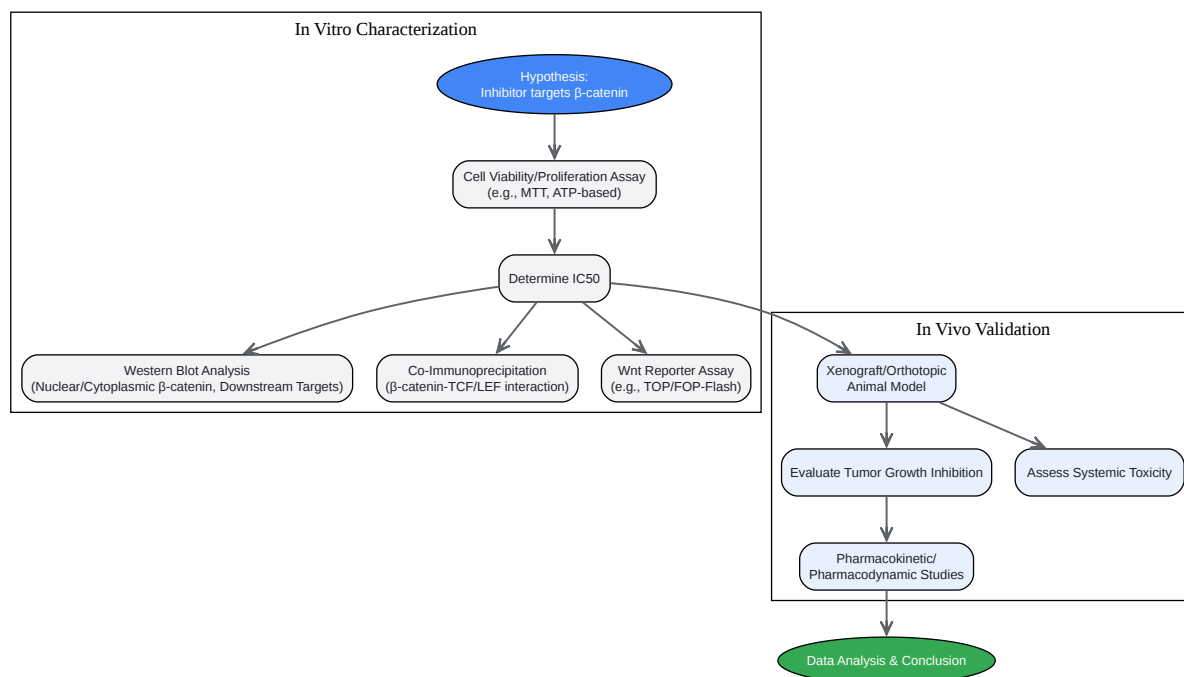 In Vitro Characterization
Hypothesis:
Inhibitor targets β-catenin
Cell Viability/Proliferation Assay
(e.g., MTT, ATP-based)
Determine IC50
Western Blot Analysis
(Nuclear/Cytoplasmic β-catenin, Downstream Targets)
Co-Immunoprecipitation
(β-catenin-TCF/LEF interaction)
Wnt Reporter Assay
(e.g., TOP/FOP-Flash)
In Vivo Validation
Xenograft/Orthotopic
Animal Model
Evaluate Tumor Growth Inhibition
Assess Systemic Toxicity
Pharmacokinetic/
Pharmacodynamic Studies
Data Analysis & Conclusion